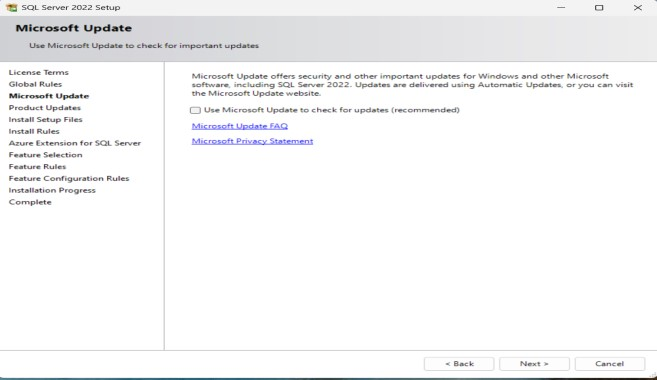 SQL Server 2022 Setup
Microsoft Update
Use Microsoft Update to check for important updates
License Terms
Global Rules
Microsoft Update
Product Updates
Install Setup Files
Install Rules
Azure Extension for SQL Server
Feature Selection
Feature Rules
Feature Configuration Rules
Installation Progress
Complete
Microsoft Update offers security and other important updates for Windows and other Microsoft
software, including SQL Server 2022. Updates are delivered using Automatic Updates, or you can visit
the Microsoft Update website.
Use Microsoft Update to check for updates (recommended)
Microsoft Update FAQ
Microsoft Privacy Statement
< Back
Next >
Cancel